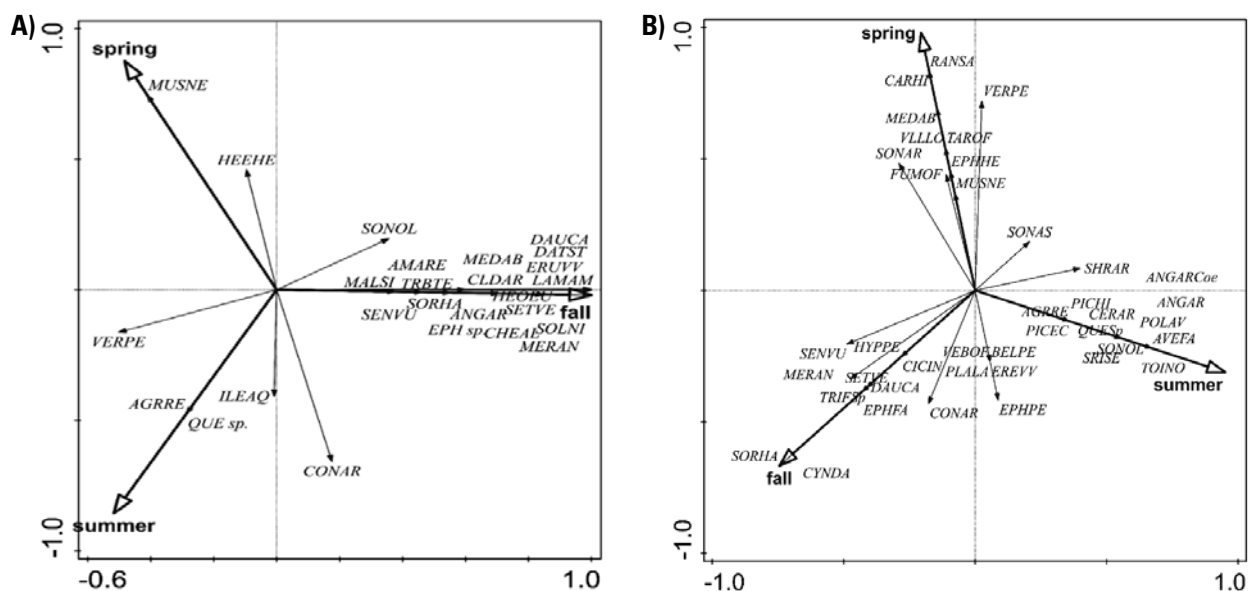 A)
1.0
spring
MUSNE
HEEHE
SONOL
DAUCA
DATST
MEDAB
ERUVV
AMARE
MALSI TRBTE CLDAR LAMAM
SORHA HEOEU
fall
SENVU ANGAR SETVE
EPH sp. CHEAL SOLNI
MERAN
VERPE
AGRRE
ILEAQ
QUE sp.
CONAR
summer
-1.0
-0.6
1.0
B)
1.0
spring
RANSA
CARHI
VERPE
MEDAB
VLLLO TAROF
SONAR EPHHE
FUMOF
MUSNE
SONAS
SHRAR
ANGARCoe
AGRRE PICHI ANGAR
CERAR
PICEC QUESp POLAV
SENVU HYPPE VEBOF BELPE SONOL AVEFA
CICIN SRISE
MERAN SETVE PLALA EREVV TOINO
summer
TRIFSp DAUCA
EPHFA CONAR EPHPE
SORHA
fall CYNDA
-1.0
-1.0
1.0